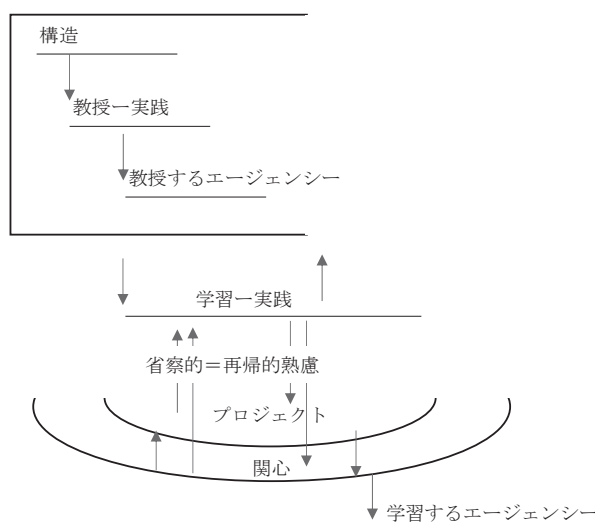 構造
教授ー実践
教授するエージェンシー
学習ー実践
省察的＝再帰的熟慮
プロジェクト
関心
学習するエージェンシー